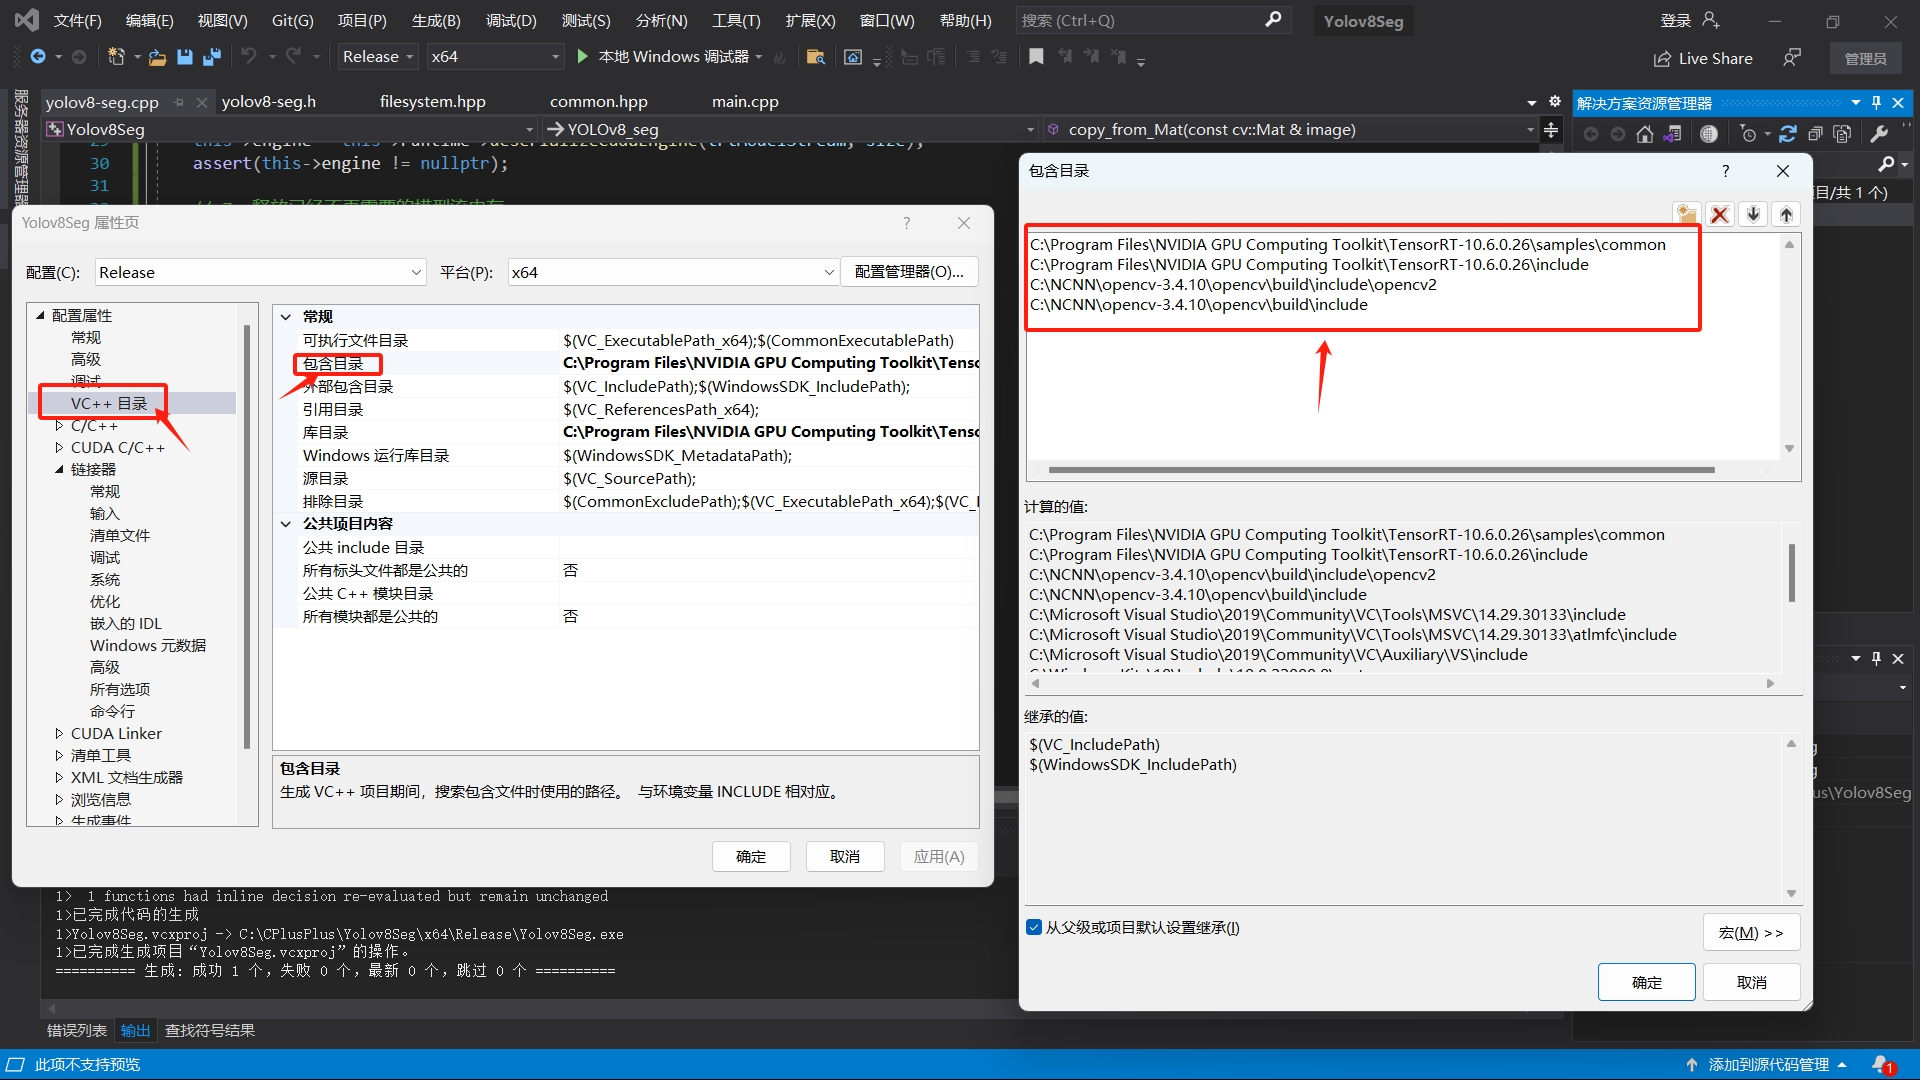 文件(F) 编辑(E) 视图(V) Git(G) 项目(P) 生成(B) 调试(D) 测试(S) 分析(N) 工具(T) 扩展(X) 窗口(W) 帮助(H) 搜索 (Ctrl+Q) Yolov8Seg 登录
Release x64 本地 Windows 调试器 Live Share 管理员
服务器资源管理器
yolov8-seg.cpp yolov8-seg.h filesystem.hpp common.hpp main.cpp
Yolov8Seg YOLOv8_seg copy_from_Mat(const cv::Mat & image)
30 assert(this->engine != nullptr);
31
解决方案资源管理器
项目/共 1 个)
Yolov8Seg 属性页
配置(C): Release 平台(P): x64 配置管理器(O)...
配置属性
常规
高级
调试
VC++ 目录
C/C++
CUDA C/C++
链接器
常规
输入
清单文件
调试
系统
优化
嵌入的 IDL
Windows 元数据
高级
所有选项
命令行
CUDA Linker
清单工具
XML 文档生成器
浏览信息
生成事件
常规
可执行文件目录 $(VC_ExecutablePath_x64);$(CommonExecutablePath)
包含目录 C:\Program Files\NVIDIA GPU Computing Toolkit\Tenso
外部包含目录 $(VC_IncludePath);$(WindowsSDK_IncludePath);
引用目录 $(VC_ReferencesPath_x64);
库目录 C:\Program Files\NVIDIA GPU Computing Toolkit\Tenso
Windows 运行库目录 $(WindowsSDK_MetadataPath);
源目录 $(VC_SourcePath);
排除目录 $(CommonExcludePath);$(VC_ExecutablePath_x64);$(VC_I
公共项目内容
公共 include 目录
所有标头文件都是公共的 否
公共 C++ 模块目录
所有模块都是公共的 否
包含目录
生成 VC++ 项目期间，搜索包含文件时使用的路径。 与环境变量 INCLUDE 相对应。
确定 取消 应用(A)
包含目录
C:\Program Files\NVIDIA GPU Computing Toolkit\TensorRT-10.6.0.26\samples\common
C:\Program Files\NVIDIA GPU Computing Toolkit\TensorRT-10.6.0.26\include
C:\NCNN\opencv-3.4.10\opencv\build\include\opencv2
C:\NCNN\opencv-3.4.10\opencv\build\include
计算的值:
C:\Program Files\NVIDIA GPU Computing Toolkit\TensorRT-10.6.0.26\samples\common
C:\Program Files\NVIDIA GPU Computing Toolkit\TensorRT-10.6.0.26\include
C:\NCNN\opencv-3.4.10\opencv\build\include\opencv2
C:\NCNN\opencv-3.4.10\opencv\build\include
C:\Microsoft Visual Studio\2019\Community\VC\Tools\MSVC\14.29.30133\include
C:\Microsoft Visual Studio\2019\Community\VC\Tools\MSVC\14.29.30133\atlmfc\include
C:\Microsoft Visual Studio\2019\Community\VC\Auxiliary\VS\include
继承的值:
$(VC_IncludePath)
$(WindowsSDK_IncludePath)
从父级或项目默认设置继承(I)
宏(M) >>
确定 取消
us\Yolov8Seg
1> 1 functions had inline decision re-evaluated but remain unchanged
1>已完成代码的生成
1>Yolov8Seg.vcxproj -> C:\CPlusPlus\Yolov8Seg\x64\Release\Yolov8Seg.exe
1>已完成生成项目“Yolov8Seg.vcxproj”的操作。
========== 生成: 成功 1 个，失败 0 个，最新 0 个，跳过 0 个 ==========
错误列表 输出 查找符号结果
此项不支持预览 添加到源代码管理 1